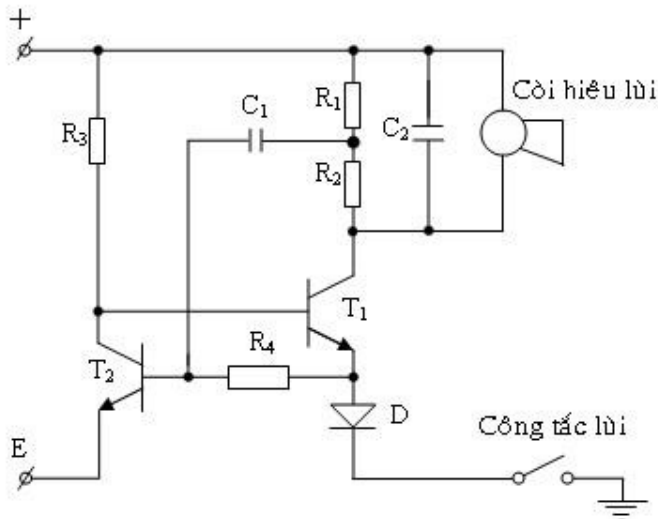 +
C₁
R₁
C₂
Còi hiệu lùi
R₃
R₂
T₁
R₄
T₂
D
Công tắc lùi
E